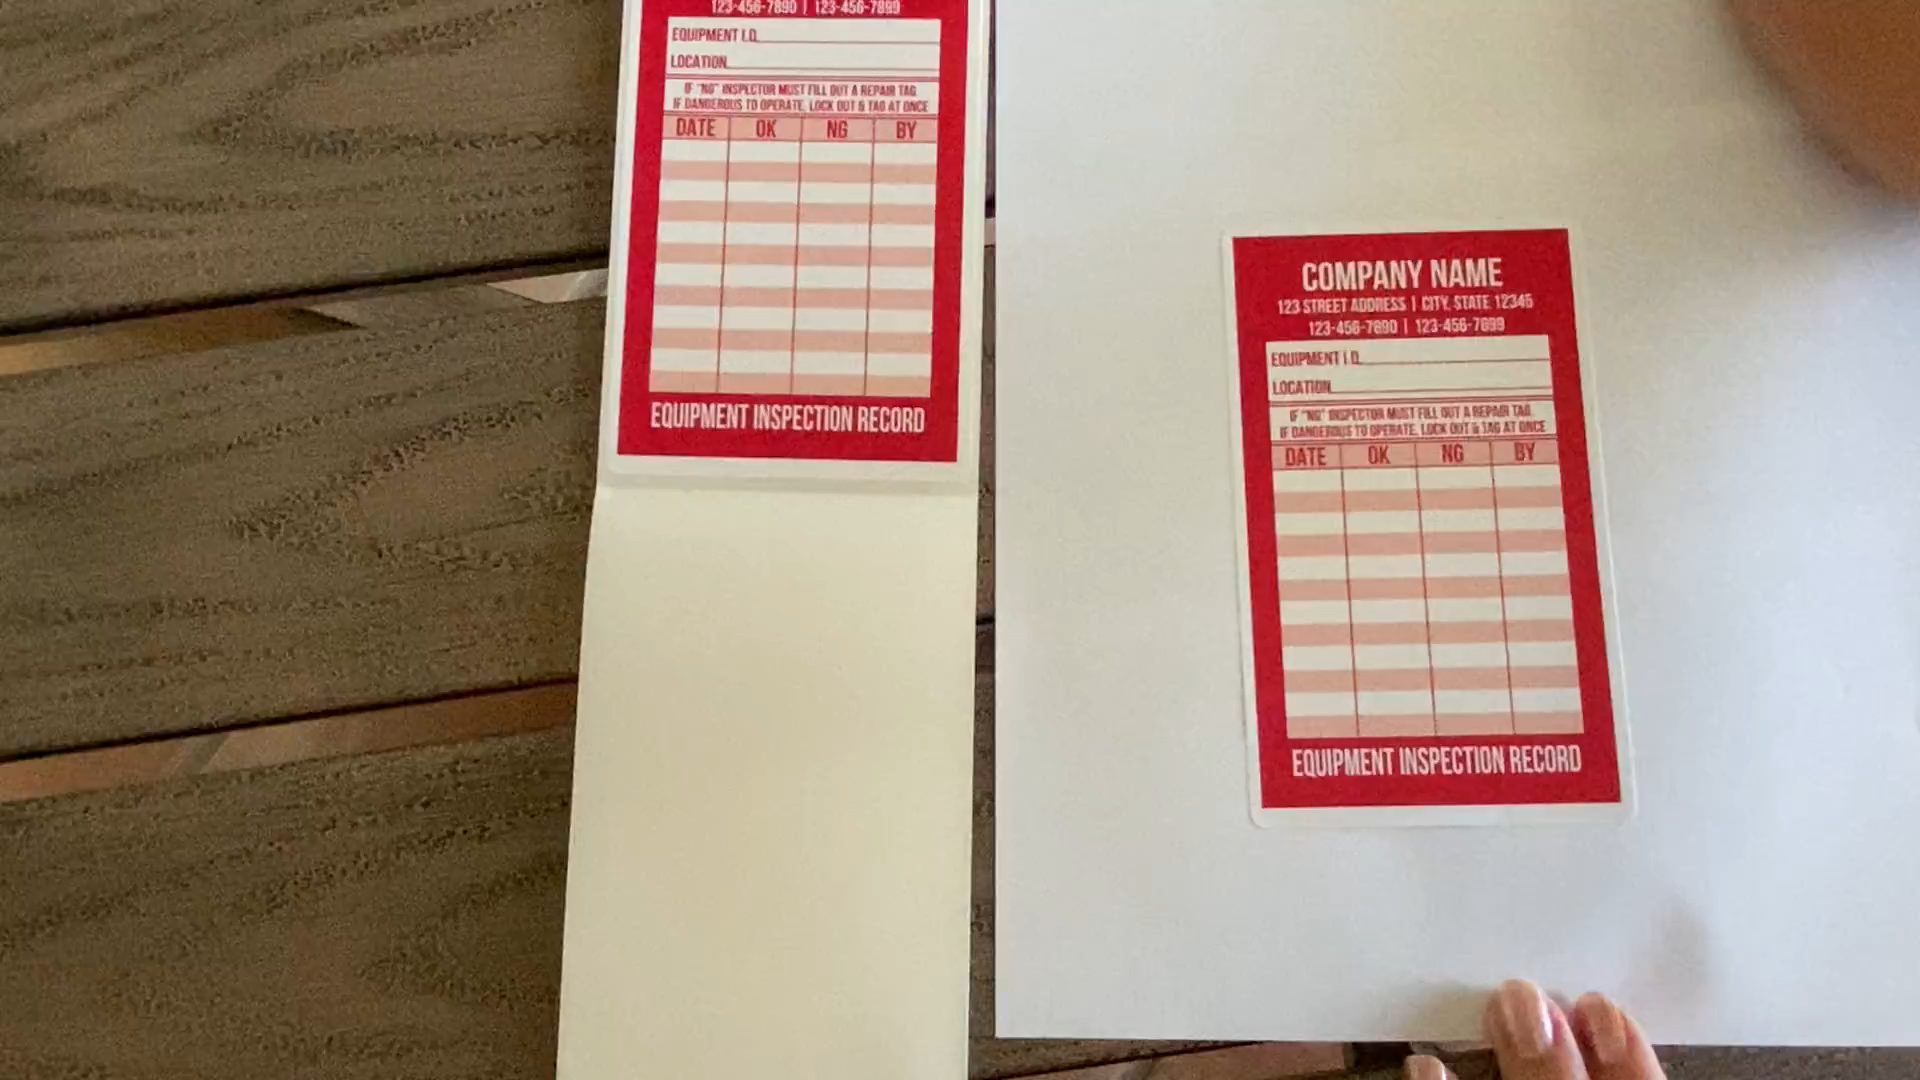 123-456-7890 | 123-456-7899
EQUIPMENT I.D.
LOCATION
IF "NG" INSPECTOR MUST FILL OUT A REPAIR TAG
IF DANGEROUS TO OPERATE, LOCK OUT & TAG AT ONCE
DATE OK NG BY
EQUIPMENT INSPECTION RECORD
COMPANY NAME
123 STREET ADDRESS | CITY, STATE 12345
123-456-7890 | 123-456-7899
EQUIPMENT I.D.
LOCATION
IF "NG" INSPECTOR MUST FILL OUT A REPAIR TAG
IF DANGEROUS TO OPERATE, LOCK OUT & TAG AT ONCE
DATE OK NG BY
EQUIPMENT INSPECTION RECORD